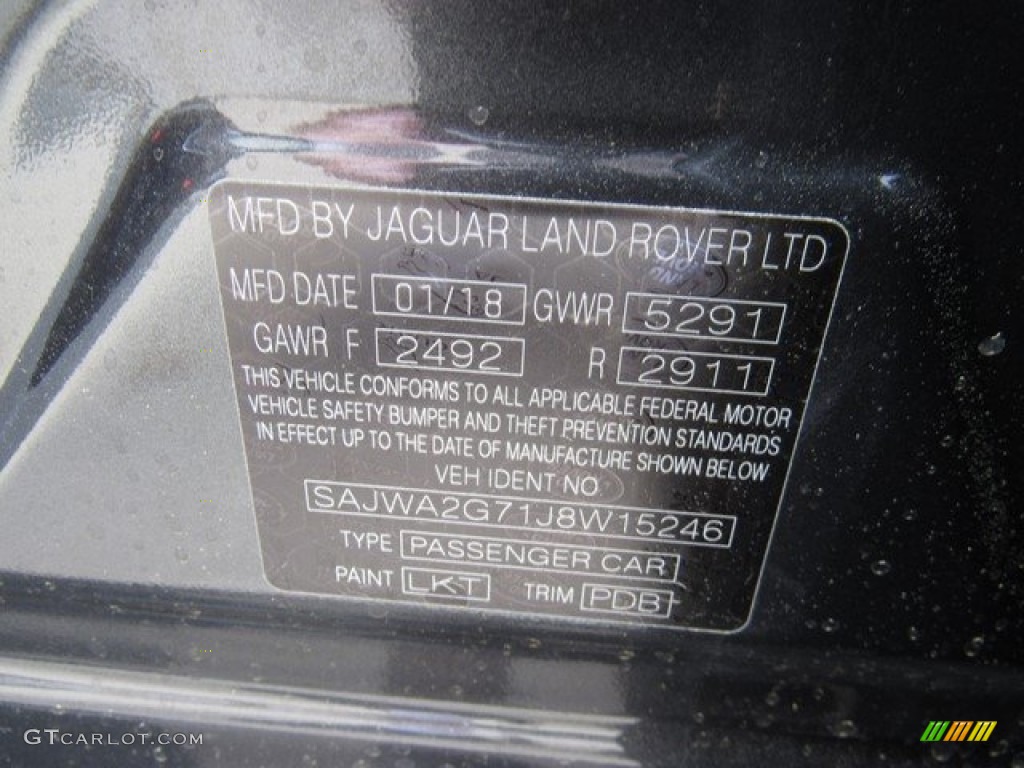 MFD BY JAGUAR LAND ROVER LTD
MFD DATE 01/18 GVWR 5291
GAWR F 2492 R 2911
THIS VEHICLE CONFORMS TO ALL APPLICABLE FEDERAL MOTOR
VEHICLE SAFETY BUMPER AND THEFT PREVENTION STANDARDS
IN EFFECT UP TO THE DATE OF MANUFACTURE SHOWN BELOW
VEH IDENT NO
SAJWA2G71J8W15246
TYPE PASSENGER CAR
PAINT LKT TRIM PDB
GTCARLOT.COM